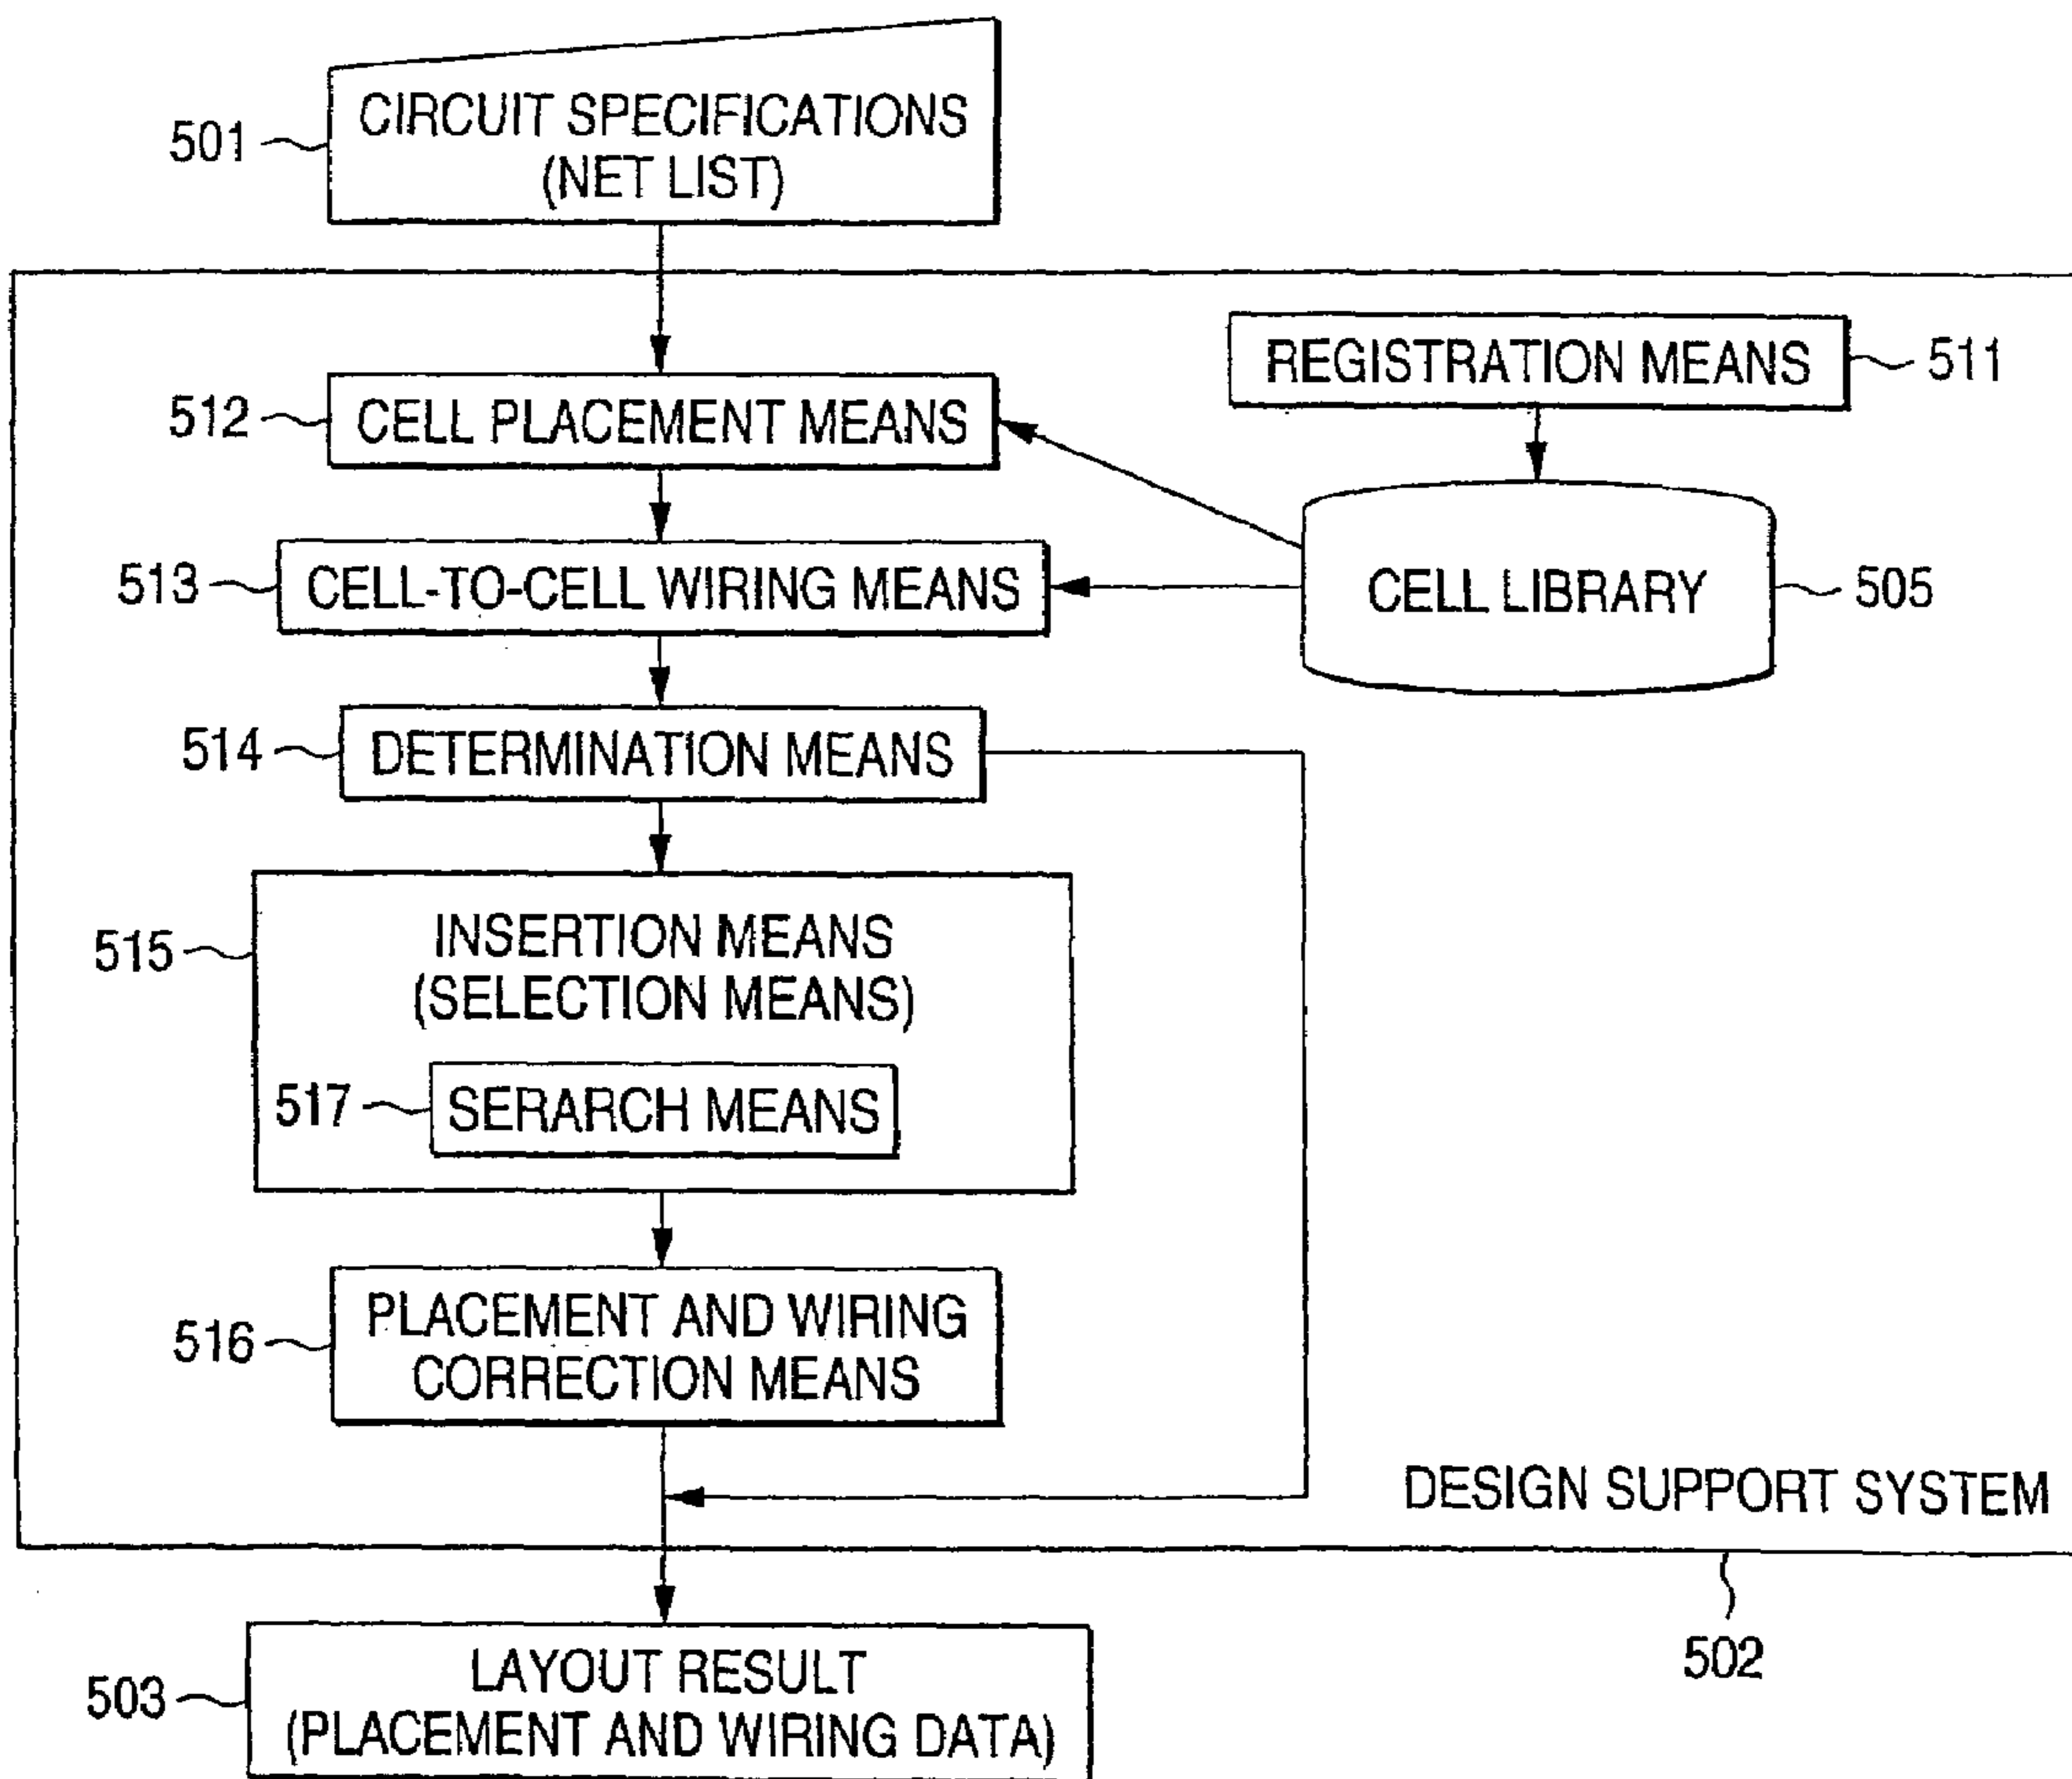 CIRCUIT SPECIFICATIONS
(NET LIST)
501
REGISTRATION MEANS
511
512
CELL PLACEMENT MEANS
513
CELL-TO-CELL WIRING MEANS
CELL LIBRARY
505
514
DETERMINATION MEANS
515
INSERTION MEANS
(SELECTION MEANS)
517
SERARCH MEANS
516
PLACEMENT AND WIRING
CORRECTION MEANS
DESIGN SUPPORT SYSTEM
502
503
LAYOUT RESULT
(PLACEMENT AND WIRING DATA)